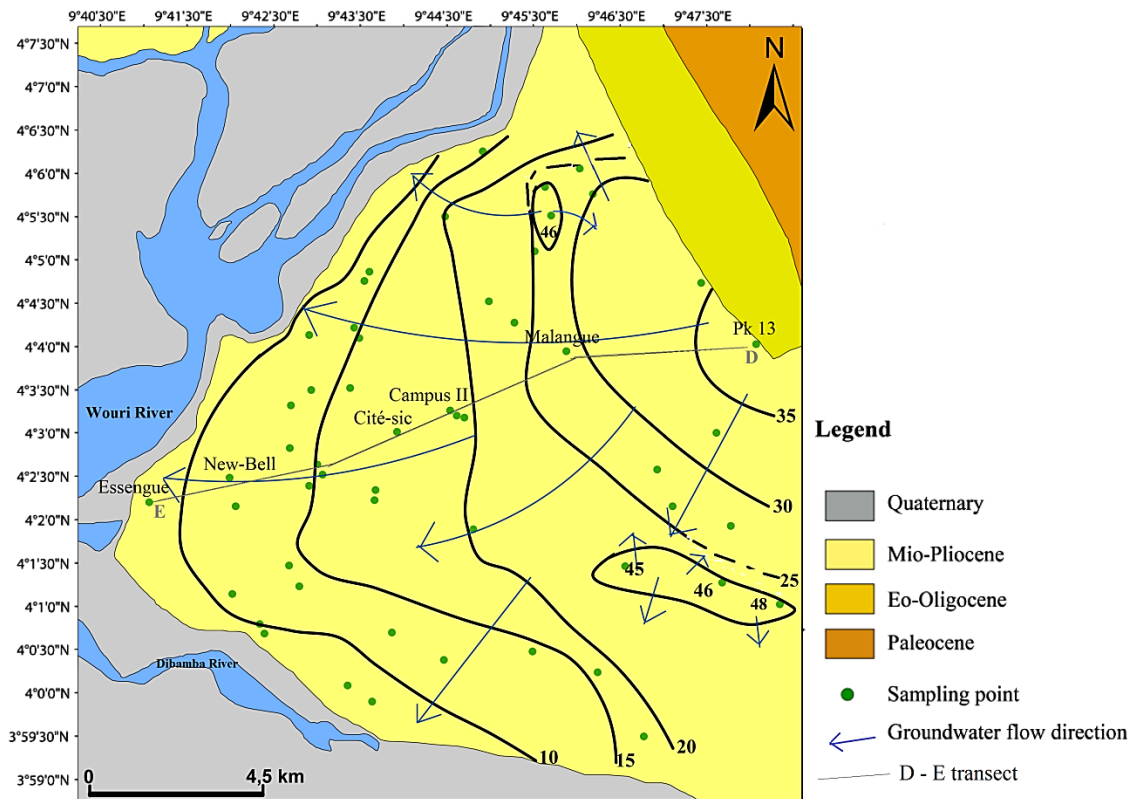 9°40'30"E 9°41'30"E 9°42'30"E 9°43'30"E 9°44'30"E 9°45'30"E 9°46'30"E 9°47'30"E
4°7'30"N
4°7'0"N
4°6'30"N
4°6'0"N
4°5'30"N
4°5'0"N
4°4'30"N
4°4'0"N
4°3'30"N
4°3'0"N
4°2'30"N
4°2'0"N
4°1'30"N
4°1'0"N
4°0'30"N
4°0'0"N
3°59'30"N
3°59'0"N
N
46
Pk 13
D
Malangue
Campus II
Cité-sic
35
Wouri River
New-Bell
Essengue
E
30
25
45
46
48
Dibamba River
10
15
20
0 4,5 km
Legend
Quaternary
Mio-Pliocene
Eo-Oligocene
Paleocene
Sampling point
Groundwater flow direction
D - E transect